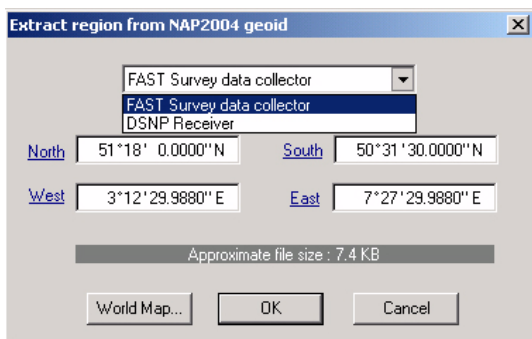 Extract region from NAP2004 geoid
FAST Survey data collector
FAST Survey data collector
DSNP Receiver
North 51°18' 0.0000"N South 50°31'30.0000"N
West 3°12'29.9880"E East 7°27'29.9880"E
Approximate file size : 7.4 KB
World Map... OK Cancel